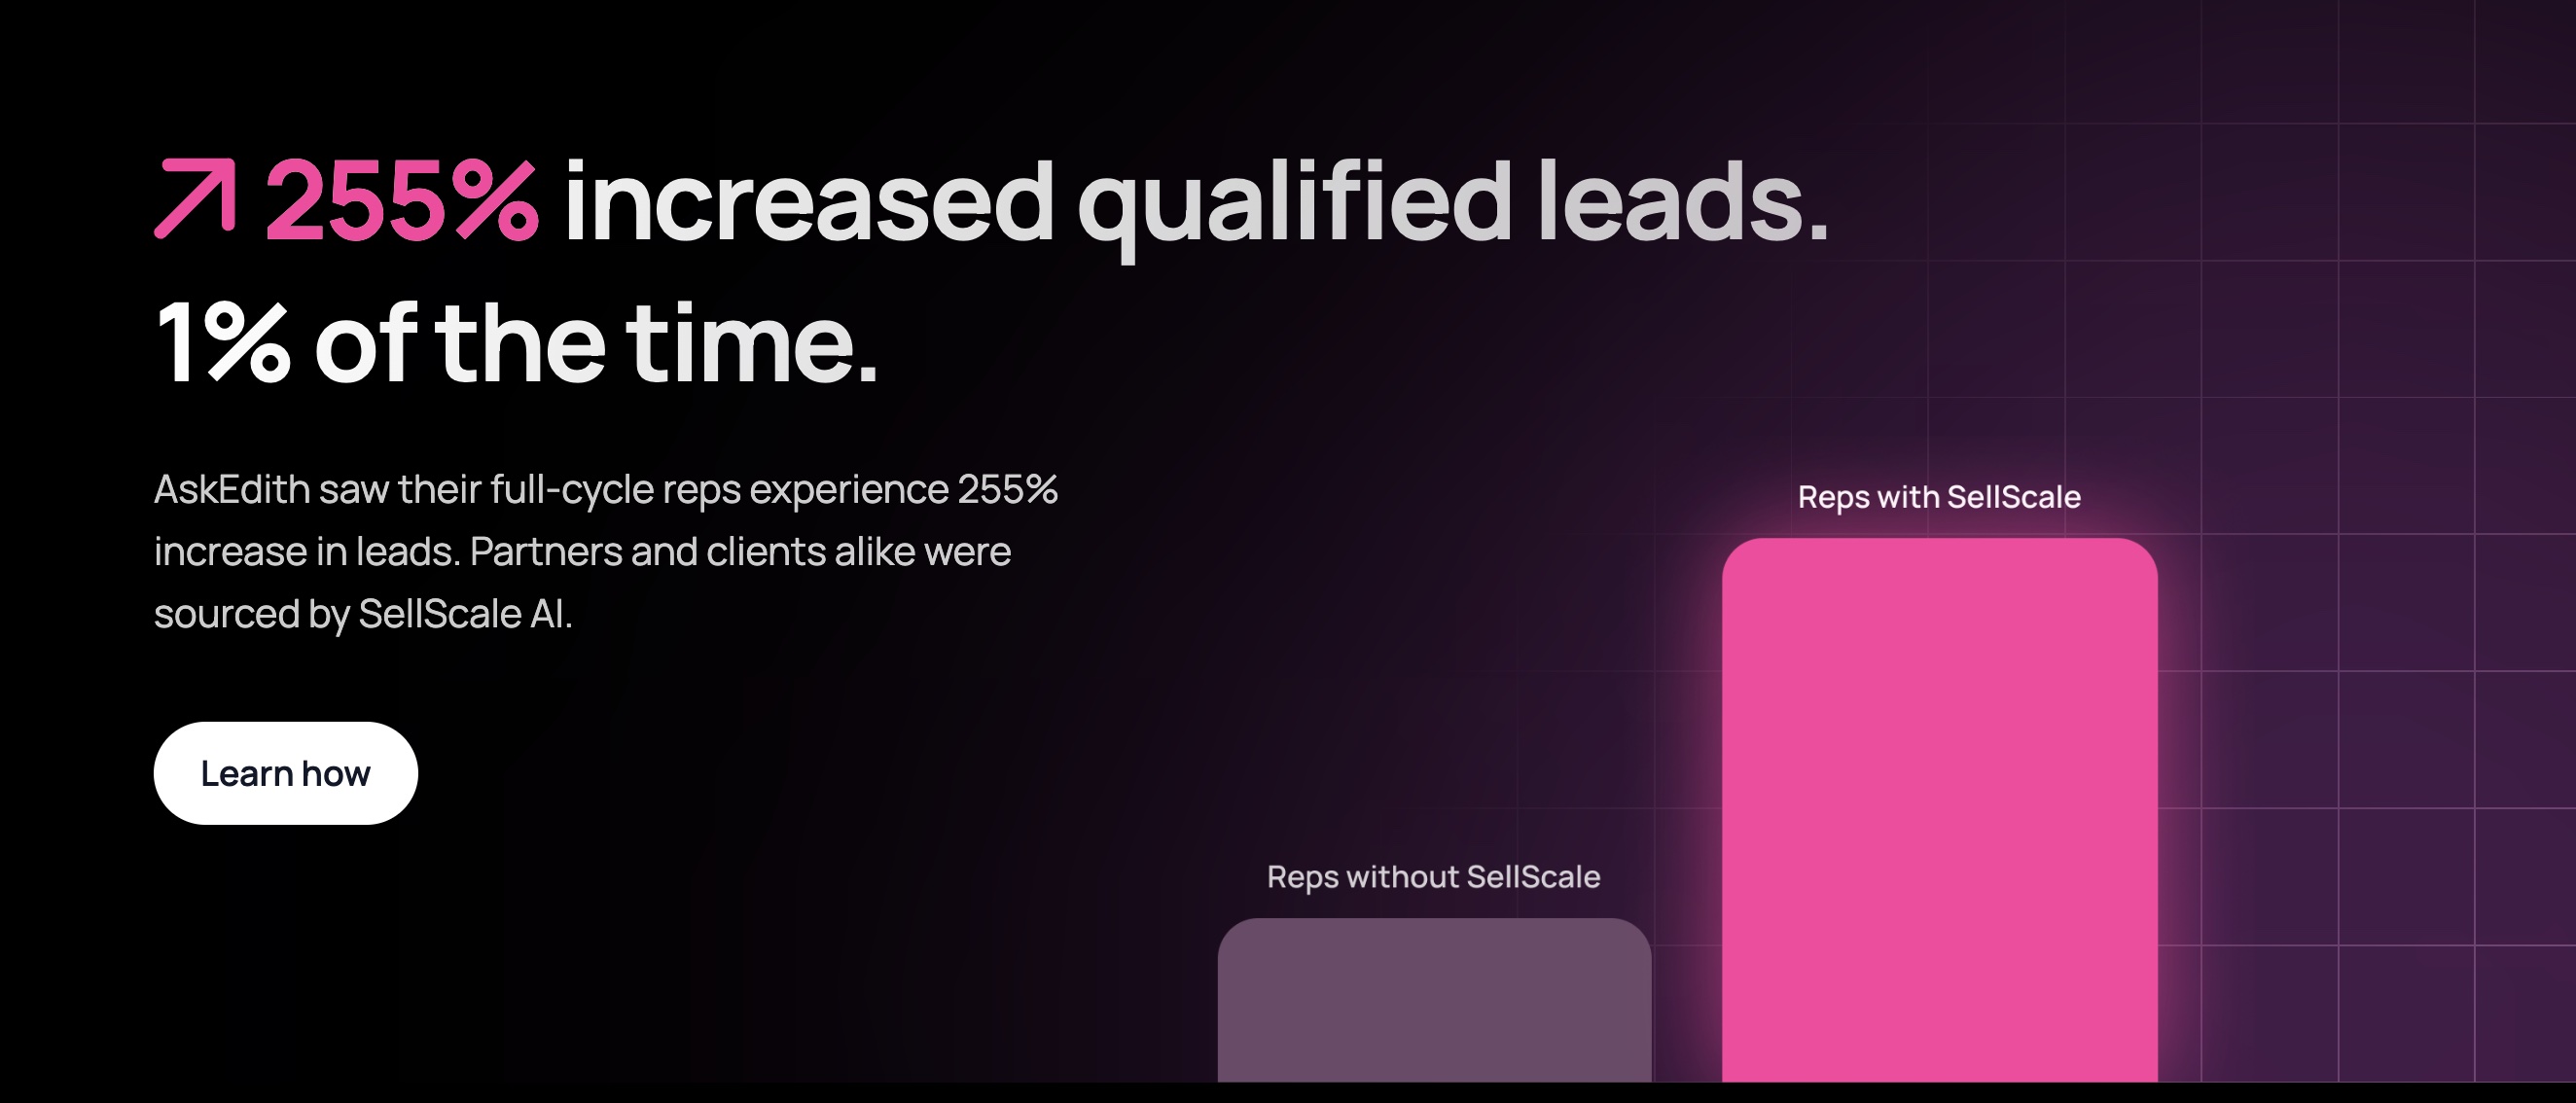 255% increased qualified leads.
1% of the time.
AskEdith saw their full-cycle reps experience 255%
increase in leads. Partners and clients alike were
sourced by SellScale AI.
Learn how
Reps without SellScale
Reps with SellScale